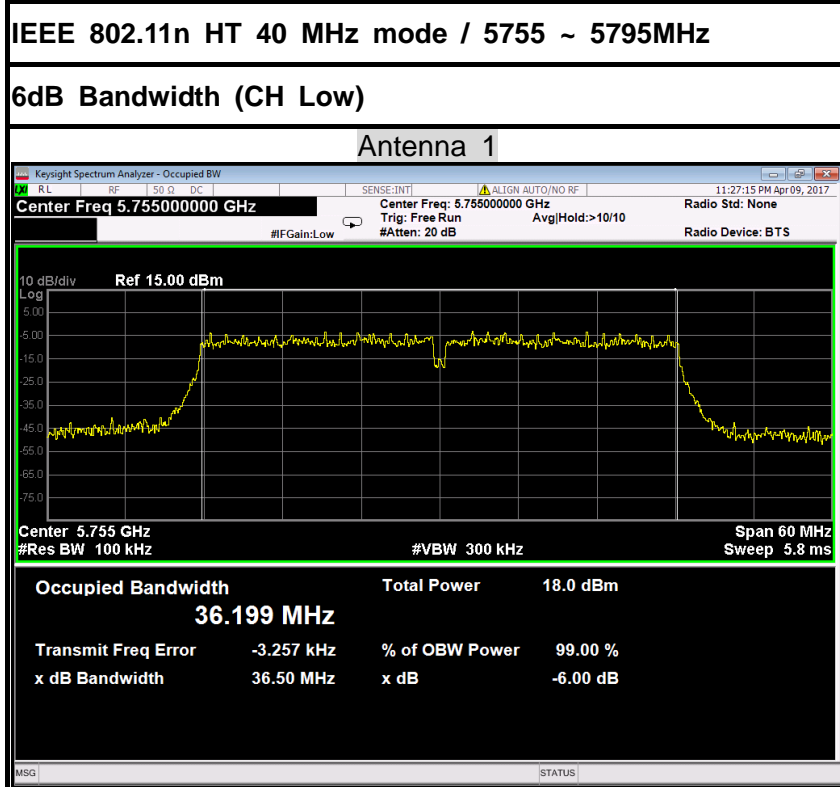 IEEE 802.11n HT 40 MHz mode / 5755 ~ 5795MHz
6dB Bandwidth (CH Low)
Antenna 1
Keysight Spectrum Analyzer - Occupied BW
LXI RL RF 50 Ω DC SENSE:INT ALIGN AUTO/NO RF 11:27:15 PM Apr 09, 2017
Center Freq 5.755000000 GHz Center Freq: 5.755000000 GHz Radio Std: None
Trig: Free Run Avg|Hold:>10/10
#IFGain:Low #Atten: 20 dB Radio Device: BTS
10 dB/div Ref 15.00 dBm
Log
5.00
-5.00
-15.0
-25.0
-35.0
-45.0
-55.0
-65.0
-75.0
Center 5.755 GHz Span 60 MHz
#Res BW 100 kHz #VBW 300 kHz Sweep 5.8 ms
Occupied Bandwidth Total Power 18.0 dBm
36.199 MHz
Transmit Freq Error -3.257 kHz % of OBW Power 99.00 %
x dB Bandwidth 36.50 MHz x dB -6.00 dB
MSG STATUS